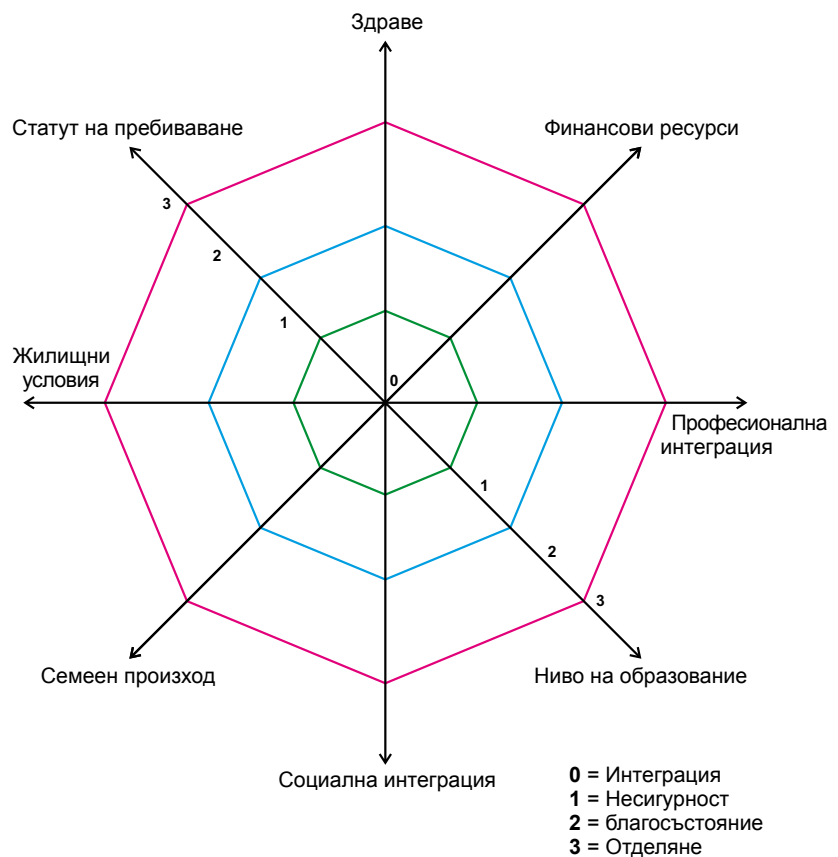 Здраве
Статут на пребиваване
Финансови ресурси
3
2
1
Жилищни
условия
0
Професионална
интеграция
1
2
3
Семеен произход
Ниво на образование
Социална интеграция
0 = Интеграция
1 = Несигурност
2 = благосъстояние
3 = Отделяне